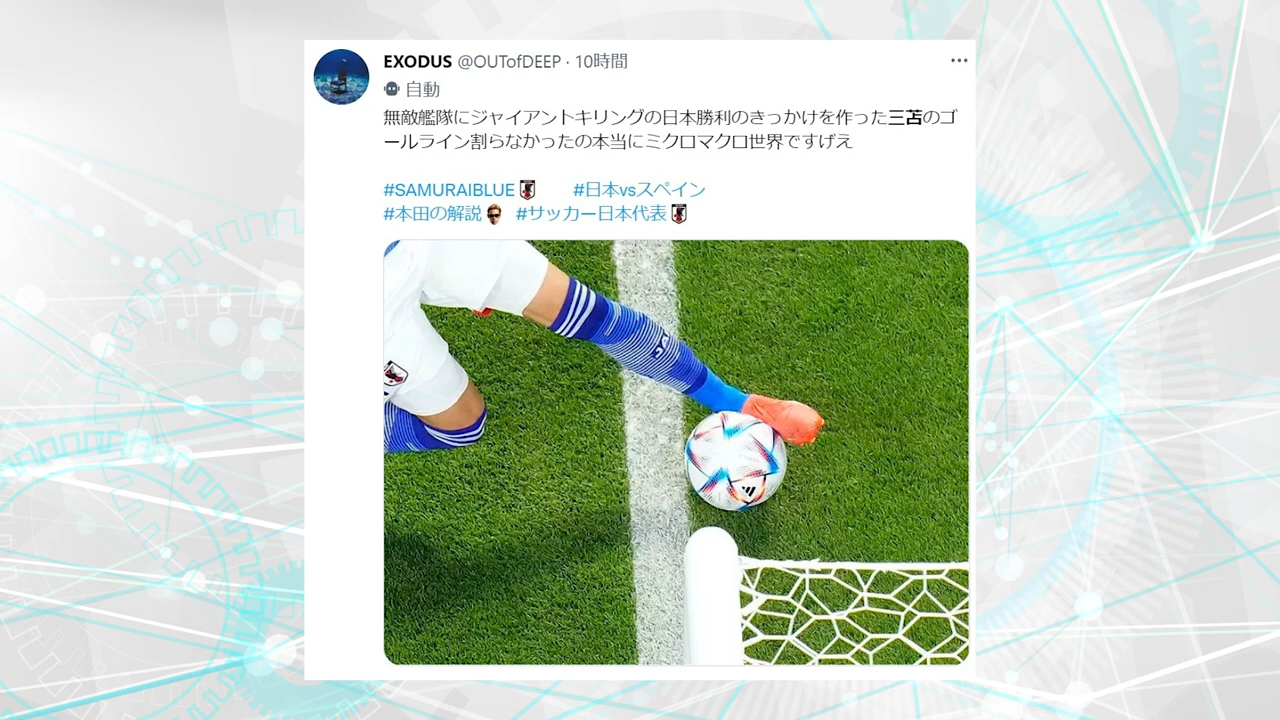 EXODUS @OUTofDEEP · 10時間
自動
無敵艦隊にジャイアントキリングの日本勝利のきっかけを作った三苫のゴ
ールライン割らなかったの本当にミクロマクロ世界ですげえ
#SAMURAIBLUE #日本vsスペイン
#本田の解説 #サッカー日本代表